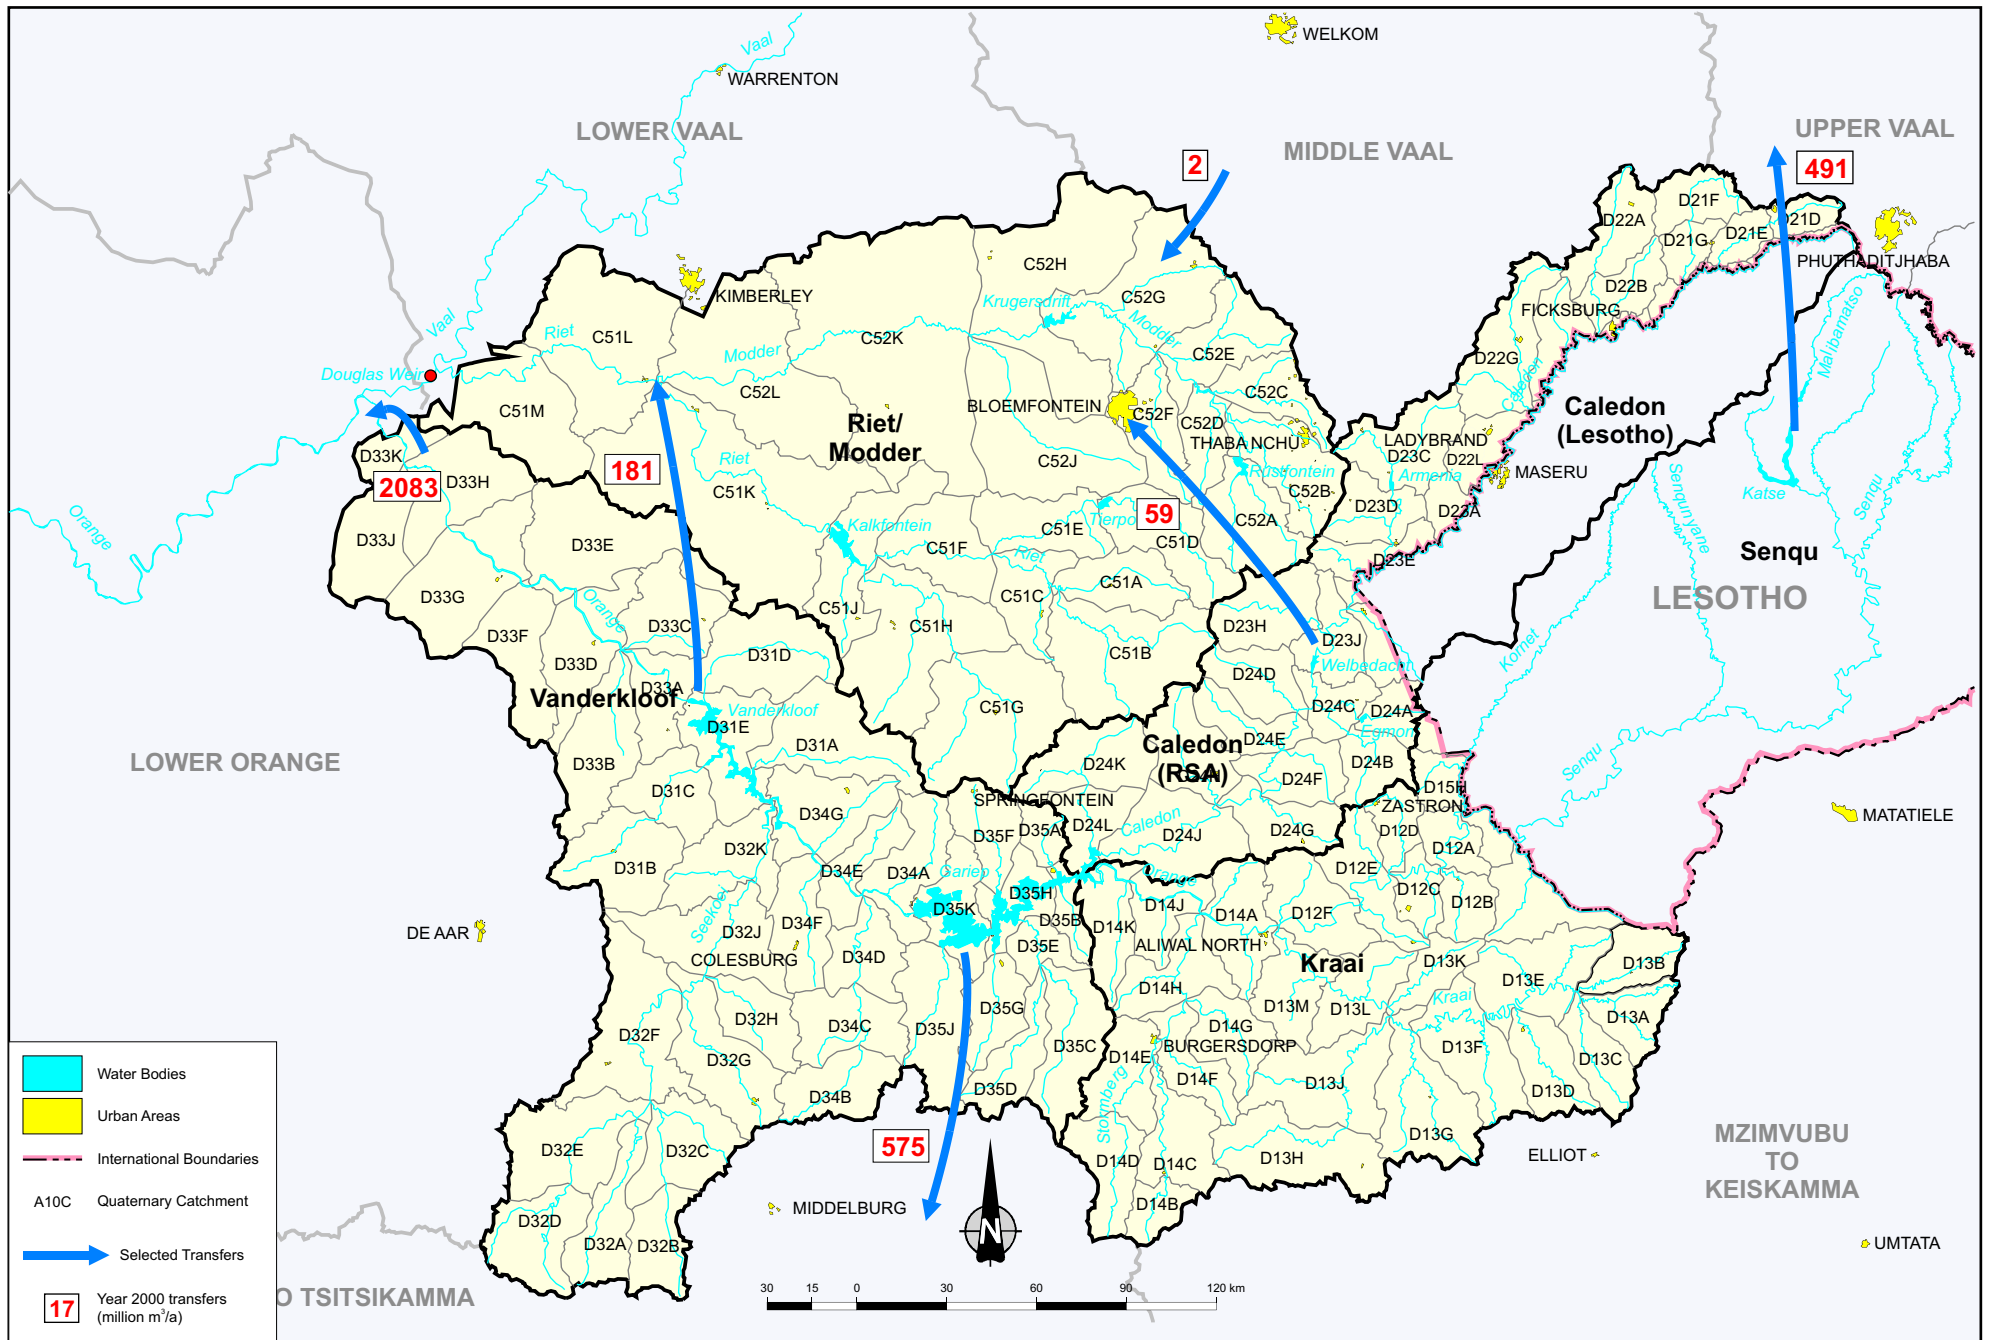 WELKOM
Vaal
WARRENTON
LOWER VAAL
MIDDLE VAAL
UPPER VAAL
2
491
D22A
D21F
D21D
D21G
D21E
PHUTHADITJHABA
C52H
KIMBERLEY
C52G
Krugersdrift
D22B
FICKSBURG
Malibamatso
Vaal
Riet
C51L
C52K
Modder
Modder
C52E
D22G
Douglas Weir
C52L
C52C
Caledon
Caledon
(Lesotho)
C51M
BLOEMFONTEIN
C52F
C52D
Riet/
Modder
THABA NCHU
LADYBRAND
D23C
D22L
D33K
D33H
2083
181
Riet
C51K
C52J
Rustfontein
Armenia
MASERU
Senqunyane
Katse
Senqu
C52B
Orange
D33J
D33E
Kalkfontein
C51F
C51E
Tierpo
59
C51D
C52A
D23D
D23A
D23E
Senqu
LESOTHO
D33G
Riet
C51A
C51C
C51J
C51H
Orange
D33F
D33C
D33D
D31D
D23H
D23J
C51B
Welbedacht
Kornet
D33A
Vanderkloof
D24D
C51G
Vanderkloof
D31E
D24C
D24A
Egmon
LOWER ORANGE
D31A
D24E
Caledon
(RSA)
D24H
D24K
D24F
D24B
D33B
D31C
D15H
Senqu
SPRINGFONTEIN
ZASTRON
MATATIELE
D34G
D35F
D35A
D24L
Caledon
D24J
D24G
D12D
D12A
D32K
D31B
D34E
D34A
Gariep
Orange
D12E
D12C
D12B
D35H
D35K
D35B
D14K
D14J
D14A
D12F
Seekoei
D34F
D32J
DE AAR
COLESBURG
D34D
D35E
ALIWAL NORTH
Kraai
D13K
D13E
D13B
D14H
D13M
D13L
Kraai
D13A
D32F
D32H
D34C
D35J
D35G
D14G
D32G
D35C
D14E
BURGERSDORP
D13F
D13C
D14F
D13J
D13D
D34B
D35D
Stormberg
575
D32E
D32C
D13G
D14D
D14C
D13H
ELLIOT
MZIMVUBU
TO
KEISKAMMA
D32D
D32A
D32B
MIDDELBURG
D14B
N
UMTATA
O TSITSIKAMMA
30 15 0 30 60 90 120 km
Water Bodies
Urban Areas
International Boundaries
A10C Quaternary Catchment
Selected Transfers
17 Year 2000 transfers
(million m³/a)